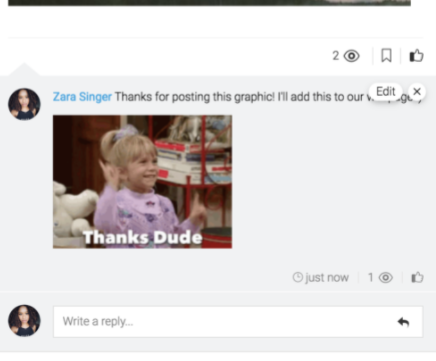 2
Zara Singer Thanks for posting this graphic! I'll add this to our
Edit ×
Thanks Dude
just now 1
Write a reply...